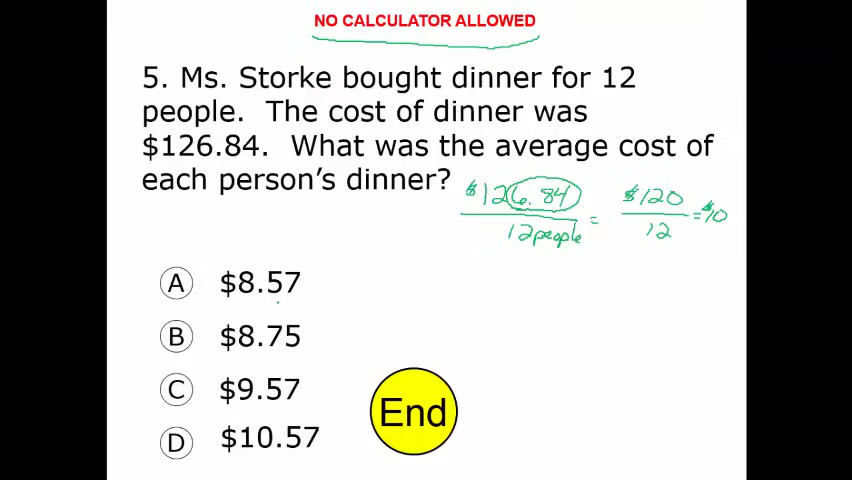 NO CALCULATOR ALLOWED
5. Ms. Storke bought dinner for 12
people. The cost of dinner was
$126.84. What was the average cost of
each person's dinner?
$126.84 / 12people = $120 / 12 = $10
A $8.57
B $8.75
C $9.57
D $10.57
End